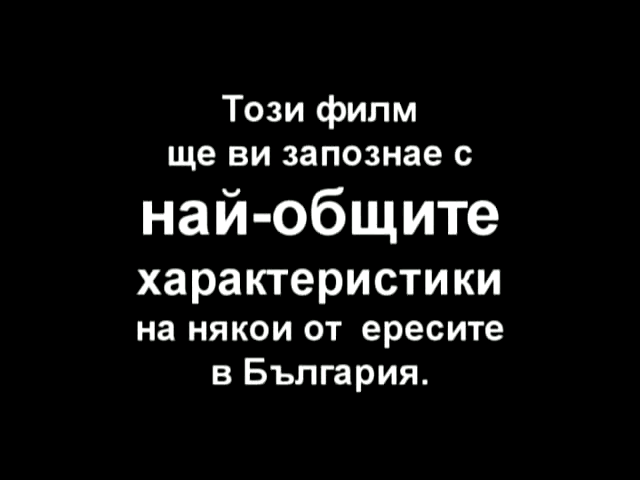 Този филм
ще ви запознае с
най-общите
характеристики
на някои от ересите
в България.